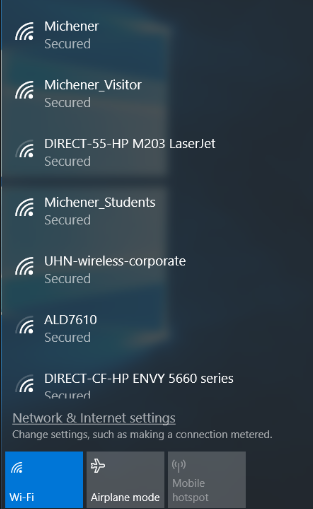 Michener
Secured
Michener_Visitor
Secured
DIRECT-55-HP M203 LaserJet
Secured
Michener_Students
Secured
UHN-wireless-corporate
Secured
ALD7610
Secured
DIRECT-CF-HP ENVY 5660 series
Secured
Network & Internet settings
Change settings, such as making a connection metered.
Wi-Fi
Airplane mode
Mobile
hotspot